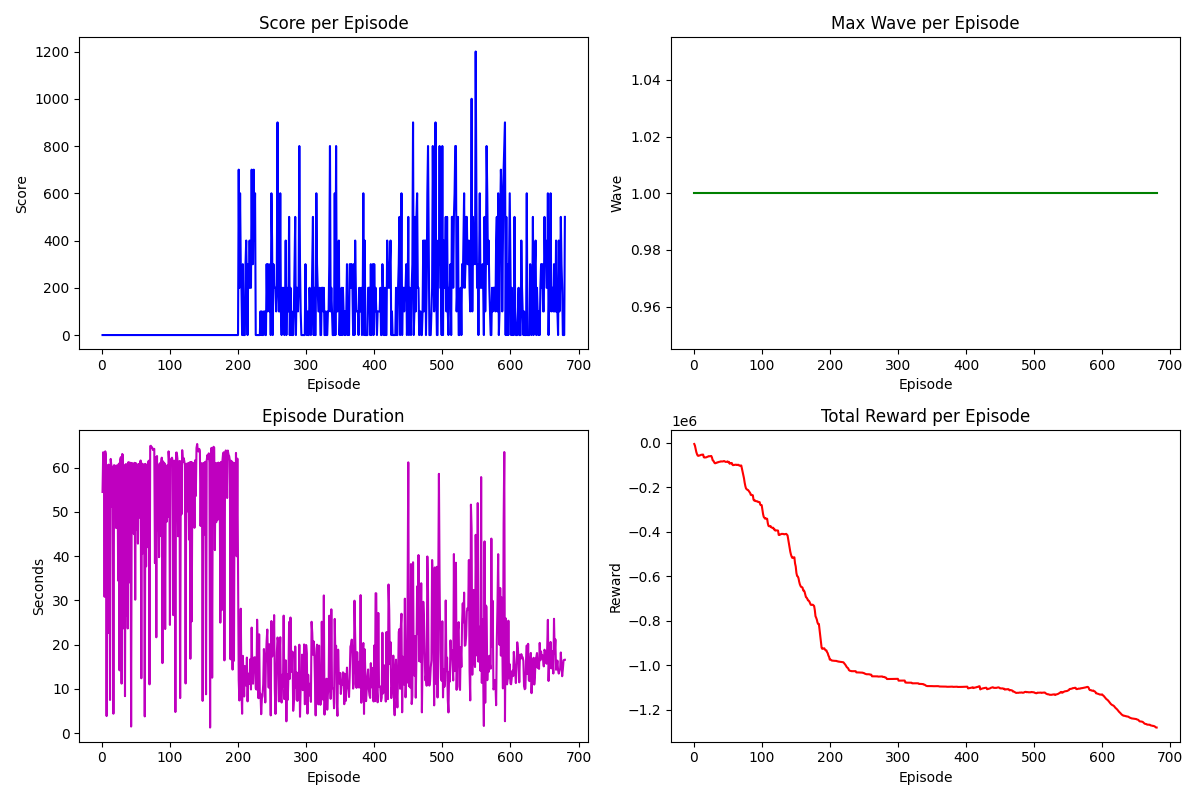 Score per Episode
Max Wave per Episode
Score
1200
1000
800
600
400
200
0
0 100 200 300 400 500 600 700
Episode
Wave
1.04
1.02
1.00
0.98
0.96
0 100 200 300 400 500 600 700
Episode
Episode Duration
Seconds
60
50
40
30
20
10
0
0 100 200 300 400 500 600 700
Episode
Total Reward per Episode
1e6
Reward
0.0
−0.2
−0.4
−0.6
−0.8
−1.0
−1.2
0 100 200 300 400 500 600 700
Episode